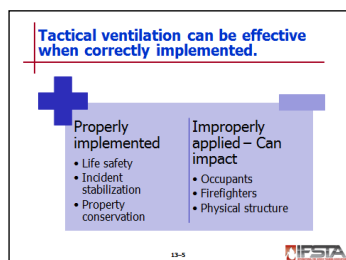 Tactical ventilation can be effective
when correctly implemented.
Properly
implemented
• Life safety
• Incident
stabilization
• Property
conservation
Improperly
applied – Can
impact
• Occupants
• Firefighters
• Physical structure
13–5
IFSTA